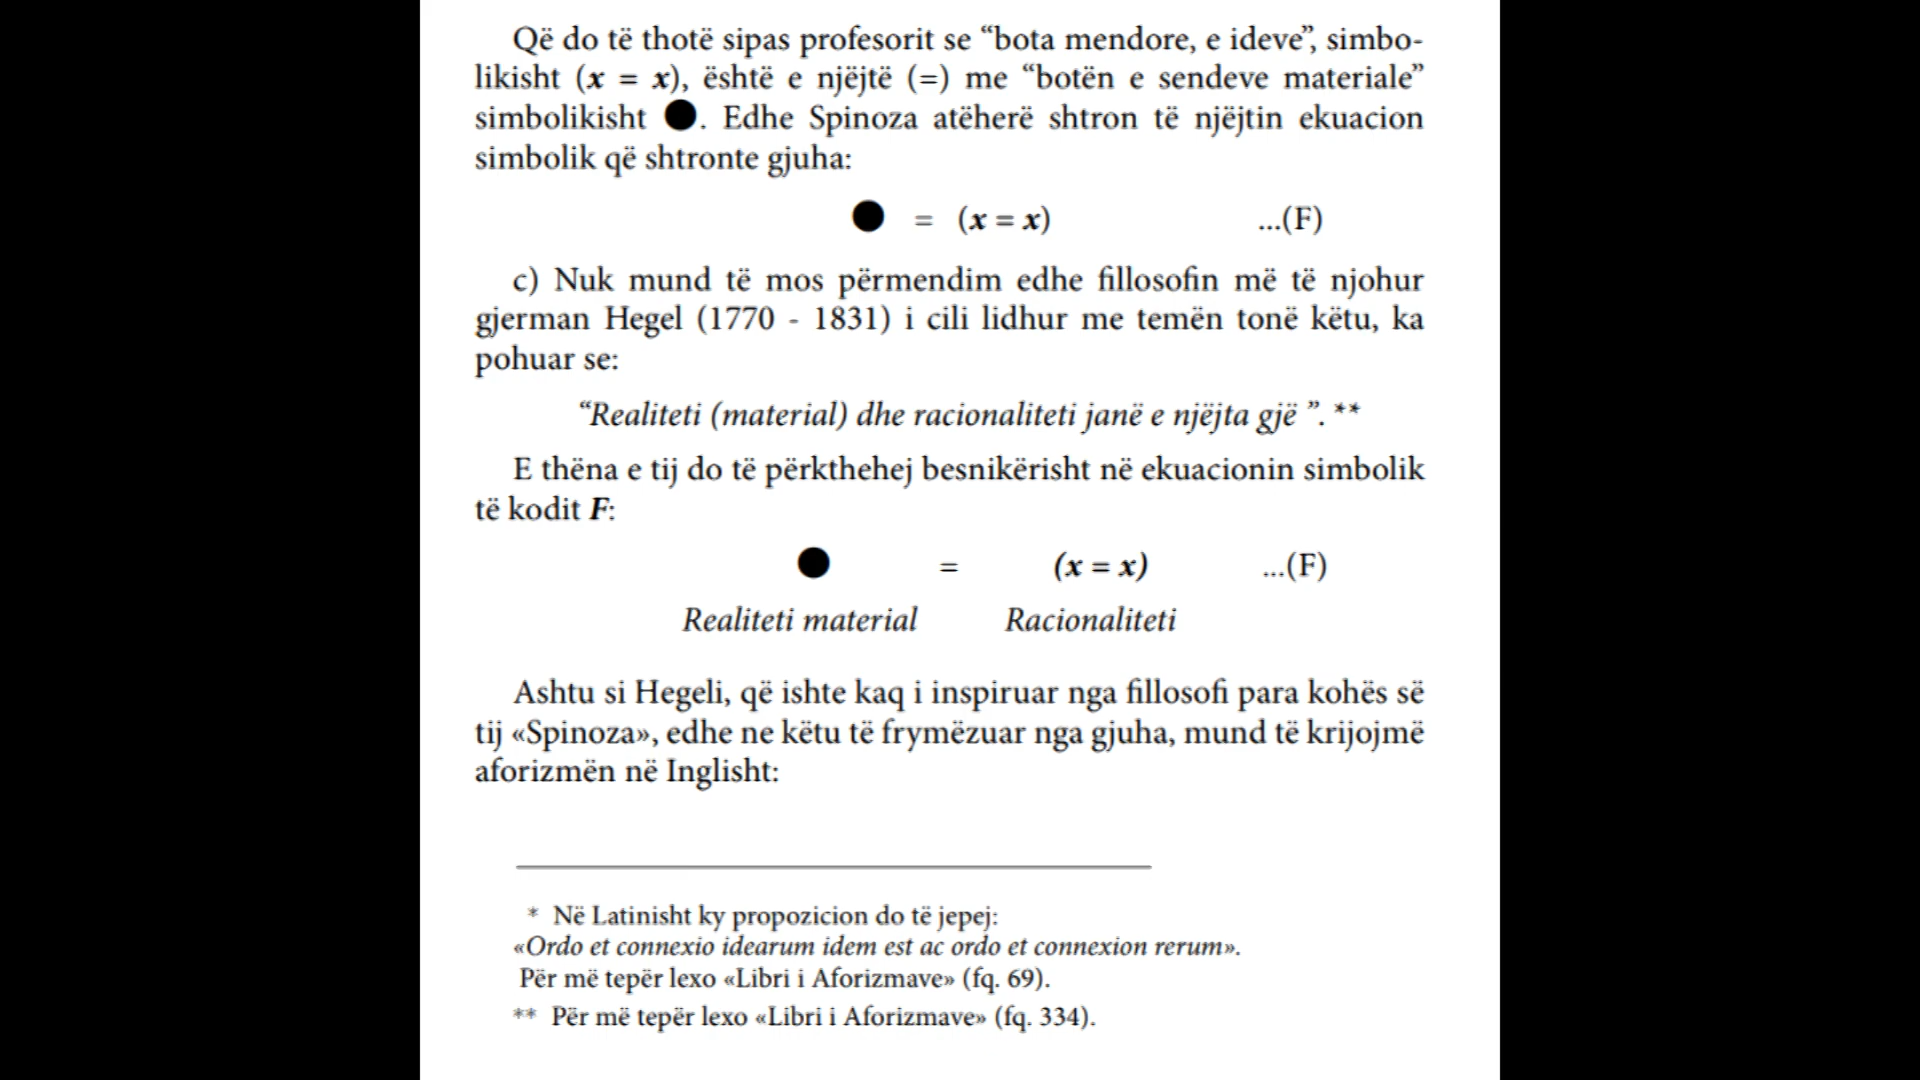 Që do të thotë sipas profesorit se “bota mendore, e ideve”, simbo-
likisht (x = x), është e njëjtë (=) me “botën e sendeve materiale”
simbolikisht ●. Edhe Spinoza atëherë shtron të njëjtin ekuacion
simbolik që shtronte gjuha:
● = (x = x) ...(F)
c) Nuk mund të mos përmendim edhe fillosofin më të njohur
gjerman Hegel (1770 - 1831) i cili lidhur me temën tonë këtu, ka
pohuar se:
“Realiteti (material) dhe racionaliteti janë e njëjta gjë ”. **
E thëna e tij do të përkthehej besnikërisht në ekuacionin simbolik
të kodit F:
● = (x = x) ...(F)
Realiteti material Racionaliteti
Ashtu si Hegeli, që ishte kaq i inspiruar nga fillosofi para kohës së
tij «Spinoza», edhe ne këtu të frymëzuar nga gjuha, mund të krijojmë
aforizmën në Inglisht:
* Në Latinisht ky propozicion do të jepej:
«Ordo et connexio idearum idem est ac ordo et connexion rerum».
Për më tepër lexo «Libri i Aforizmave» (fq. 69).
** Për më tepër lexo «Libri i Aforizmave» (fq. 334).